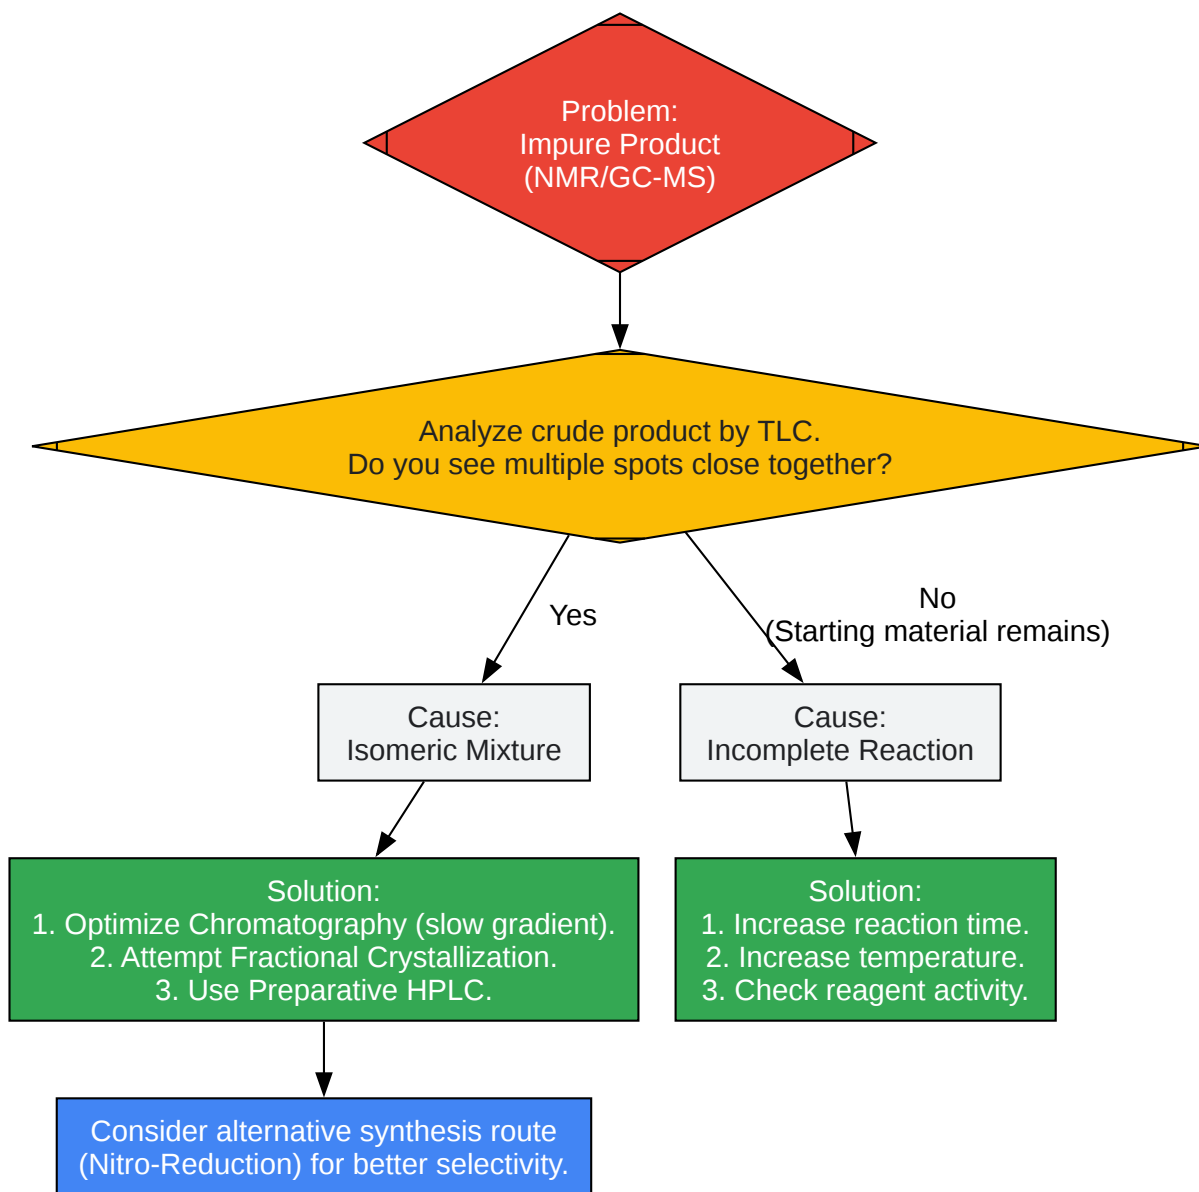 Problem:
Impure Product
(NMR/GC-MS)
Analyze crude product by TLC.
Do you see multiple spots close together?
Yes
No
(Starting material remains)
Cause:
Isomeric Mixture
Cause:
Incomplete Reaction
Solution:
1. Optimize Chromatography (slow gradient).
2. Attempt Fractional Crystallization.
3. Use Preparative HPLC.
Solution:
1. Increase reaction time.
2. Increase temperature.
3. Check reagent activity.
Consider alternative synthesis route
(Nitro-Reduction) for better selectivity.